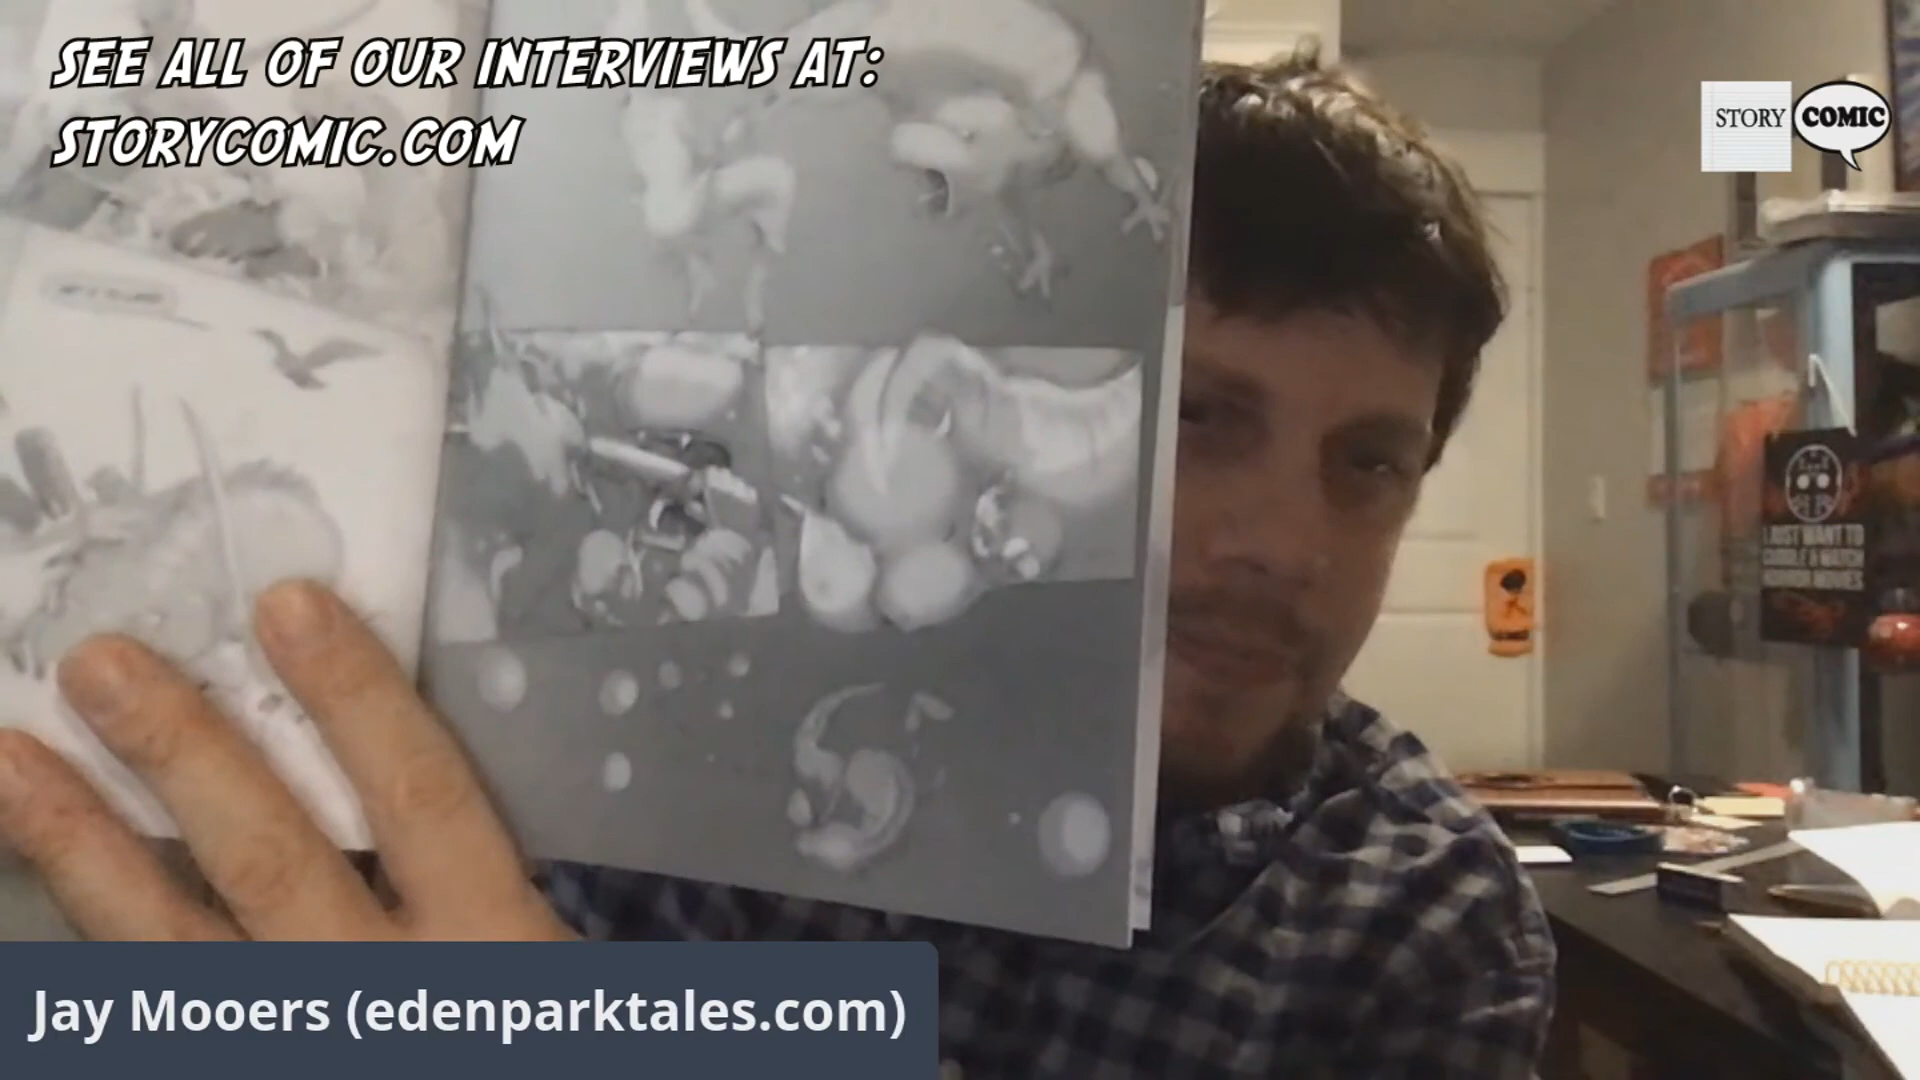 SEE ALL OF OUR INTERVIEWS AT:
STORYCOMIC.COM
STORY COMIC
I JUST WANT TO
CUDDLE & WATCH
HORROR MOVIES
Jay Mooers (edenparktales.com)